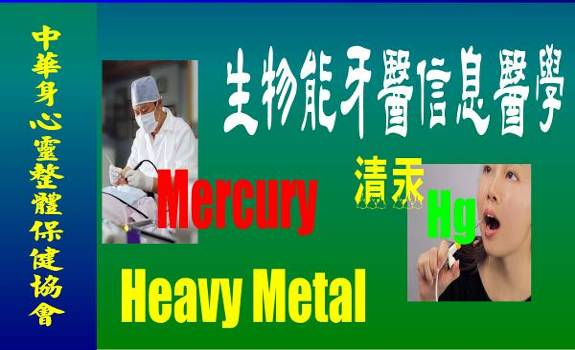 中華身心靈整體保健協會
生物能牙醫信息醫學
清汞
Mercury
Hg
Heavy Metal